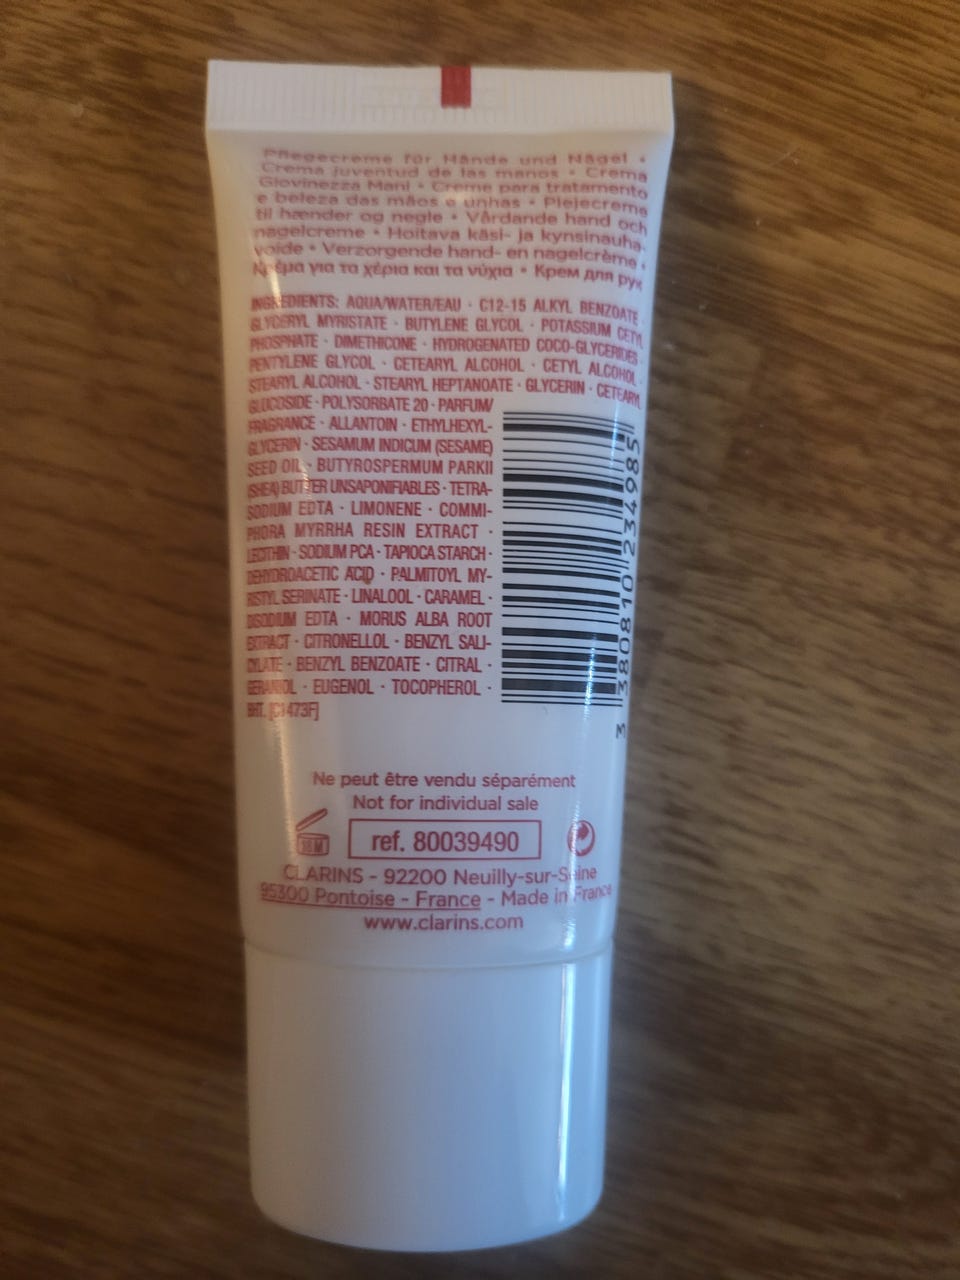 Pflegecreme für Hände und Nägel •
Crema juventud de las manos • Crema
Giovinezza Mani • Creme para tratamento
e beleza das mãos e unhas • Plejecreme
til hænder og negle • Vårdande hand och
nagelcreme • Hoitava käsi- ja kynsinauha-
voide • Verzorgende hand- en nagelcrème •
Κρέμα για τα χέρια και τα νύχια • Крем для рук
INGREDIENTS: AQUA/WATER/EAU · C12-15 ALKYL BENZOATE ·
GLYCERYL MYRISTATE · BUTYLENE GLYCOL · POTASSIUM CETYL
PHOSPHATE · DIMETHICONE · HYDROGENATED COCO-GLYCERIDES ·
PENTYLENE GLYCOL · CETEARYL ALCOHOL · CETYL ALCOHOL ·
STEARYL ALCOHOL · STEARYL HEPTANOATE · GLYCERIN · CETEARYL
GLUCOSIDE · POLYSORBATE 20 · PARFUM/
FRAGRANCE · ALLANTOIN · ETHYLHEXYL-
GLYCERIN · SESAMUM INDICUM (SESAME)
SEED OIL · BUTYROSPERMUM PARKII
(SHEA) BUTTER UNSAPONIFIABLES · TETRA-
SODIUM EDTA · LIMONENE · COMMI-
PHORA MYRRHA RESIN EXTRACT ·
LECITHIN · SODIUM PCA · TAPIOCA STARCH ·
DEHYDROACETIC ACID · PALMITOYL MY-
RISTYL SERINATE · LINALOOL · CARAMEL ·
DISODIUM EDTA · MORUS ALBA ROOT
EXTRACT · CITRONELLOL · BENZYL SALI-
CYLATE · BENZYL BENZOATE · CITRAL ·
GERANIOL · EUGENOL · TOCOPHEROL ·
BHT.
3 380810 234985
Ne peut être vendu séparément
Not for individual sale
18 M
ref. 80039490
CLARINS - 92200 Neuilly-sur-Seine
95300 Pontoise - France - Made in France
www.clarins.com